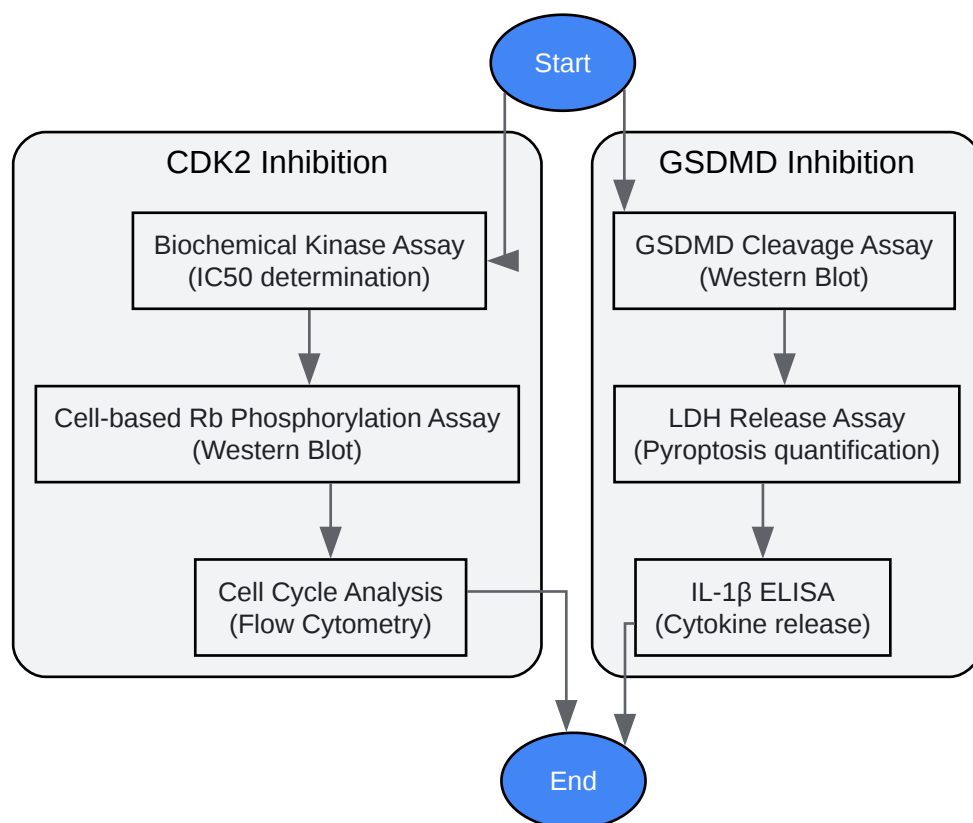 Start
CDK2 Inhibition
Biochemical Kinase Assay
(IC50 determination)
Cell-based Rb Phosphorylation Assay
(Western Blot)
Cell Cycle Analysis
(Flow Cytometry)
GSDMD Inhibition
GSDMD Cleavage Assay
(Western Blot)
LDH Release Assay
(Pyroptosis quantification)
IL-1β ELISA
(Cytokine release)
End